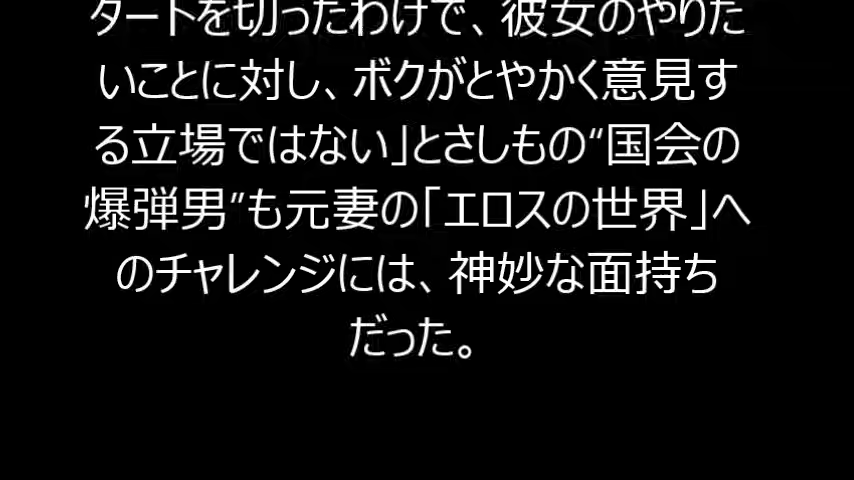 タートを切ったわけで、彼女のやりた
いことに対し、ボクがとやかく意見す
る立場ではない」とさしもの“国会の
爆弾男”も元妻の「エロスの世界」へ
のチャレンジには、神妙な面持ち
だった。